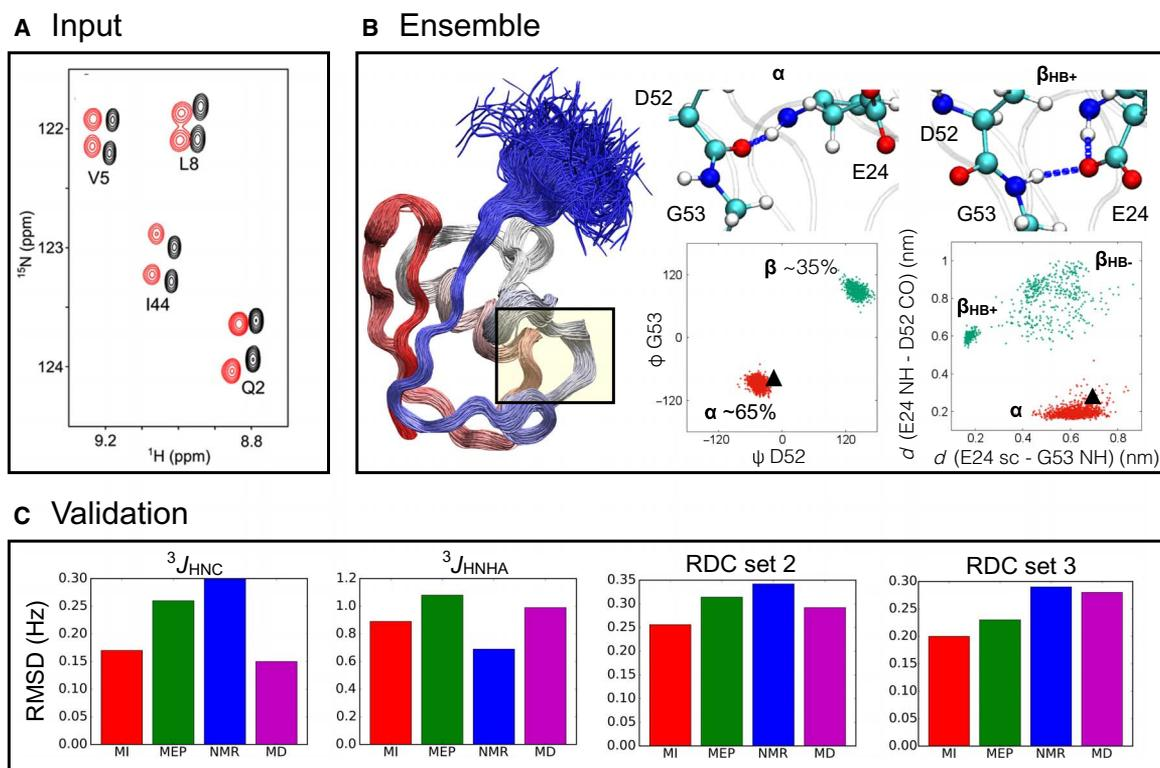 A Input
B Ensemble
122
123
124
9.2
8.8
¹⁵N (ppm)
¹H (ppm)
V5
L8
I44
Q2
α
D52
E24
G53
βHB+
D52
G53
E24
120
0
−120
−120
0
120
ϕ G53
ψ D52
β ~35%
α ~65%
1
0.8
0.6
0.4
0.2
0.2
0.4
0.6
0.8
d (E24 NH - D52 CO) (nm)
d (E24 sc - G53 NH) (nm)
βHB+
βHB-
α
C Validation
RMSD (Hz)
³JHNC
0.30
0.25
0.20
0.15
0.10
0.05
0.00
MI MEP NMR MD
³JHNHA
1.2
1.0
0.8
0.6
0.4
0.2
0.0
MI MEP NMR MD
RDC set 2
0.35
0.30
0.25
0.20
0.15
0.10
0.05
0.00
MI MEP NMR MD
RDC set 3
0.30
0.25
0.20
0.15
0.10
0.05
0.00
MI MEP NMR MD